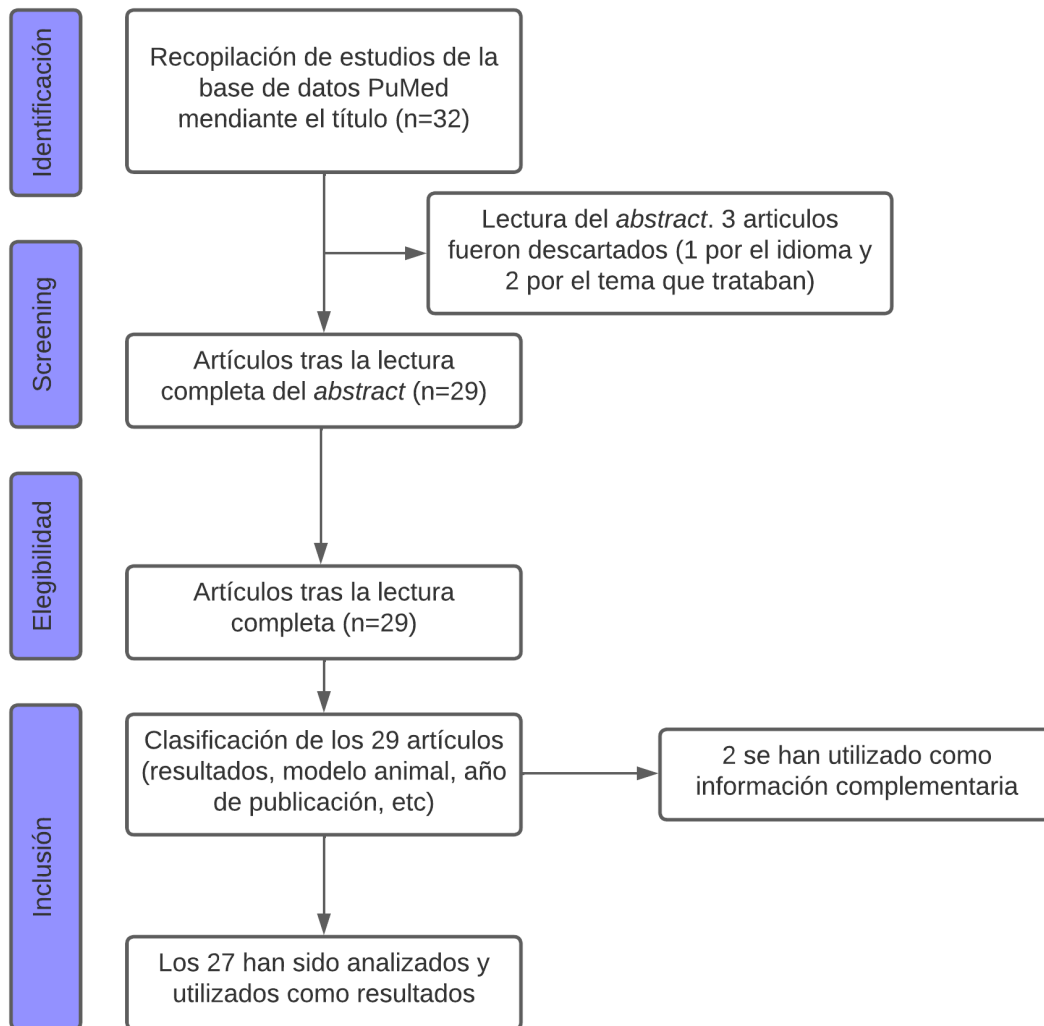 Identificación
Recopilación de estudios de la
base de datos PuMed
mendiante el título (n=32)
Lectura del abstract. 3 articulos
fueron descartados (1 por el idioma y
2 por el tema que trataban)
Screening
Artículos tras la lectura
completa del abstract (n=29)
Elegibilidad
Artículos tras la lectura
completa (n=29)
Inclusión
Clasificación de los 29 artículos
(resultados, modelo animal, año
de publicación, etc)
2 se han utilizado como
información complementaria
Los 27 han sido analizados y
utilizados como resultados